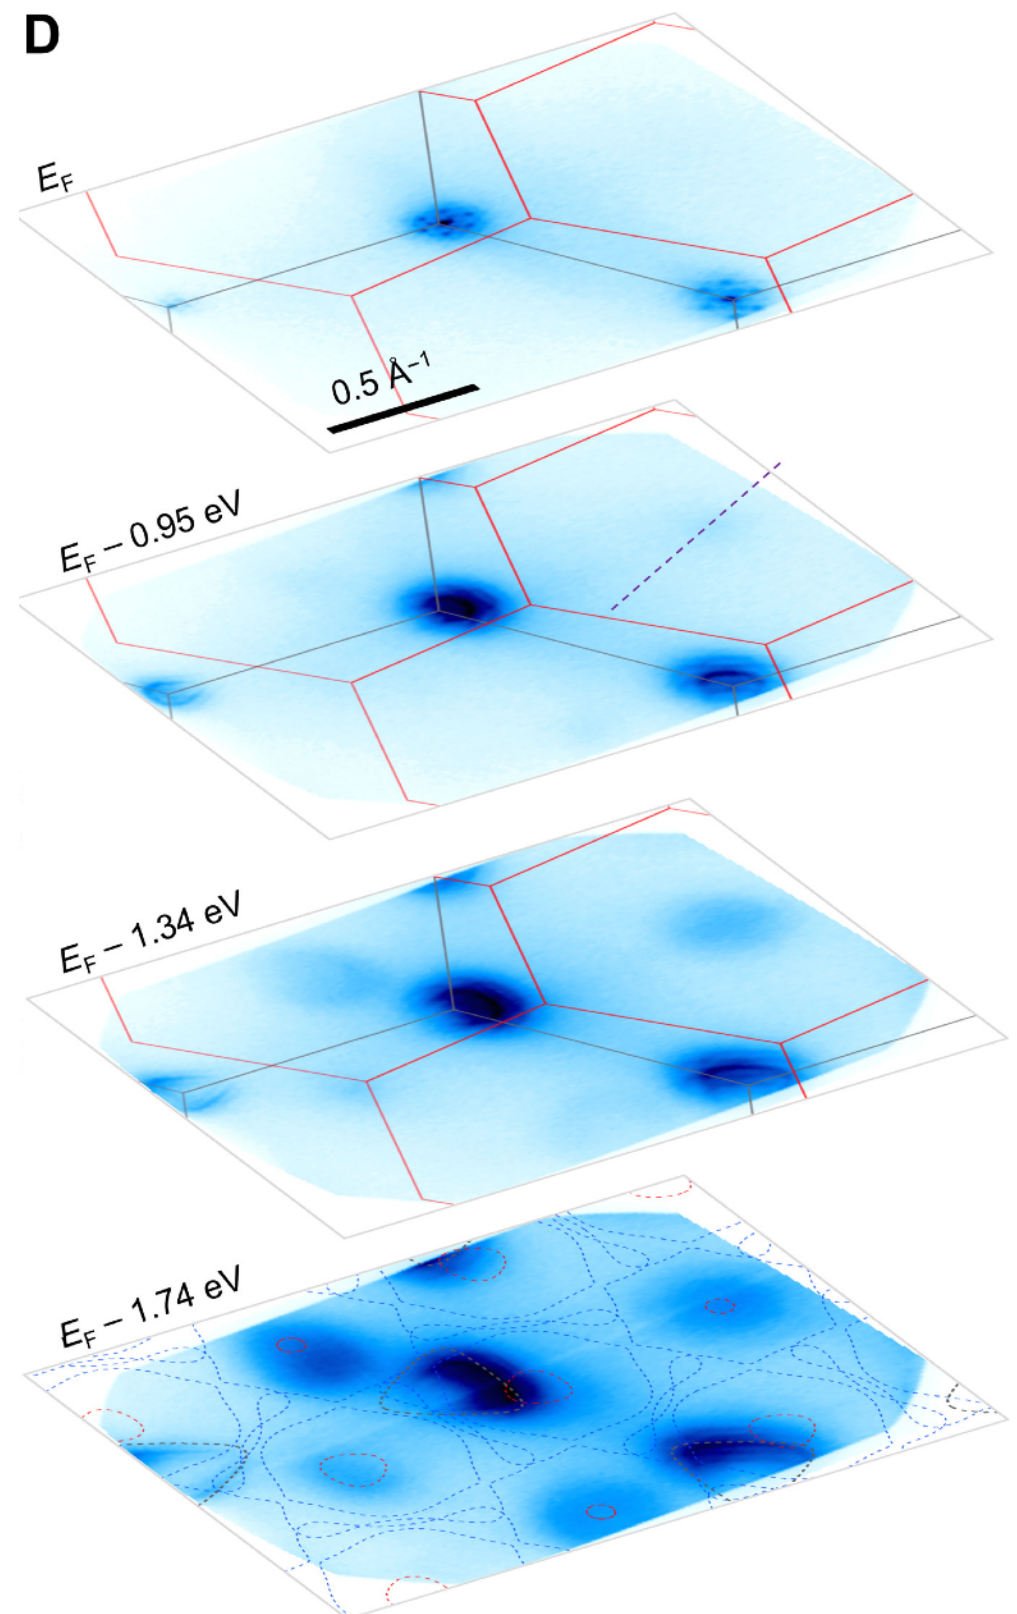 D
E_F
0.5 Å⁻¹
E_F – 0.95 eV
E_F – 1.34 eV
E_F – 1.74 eV